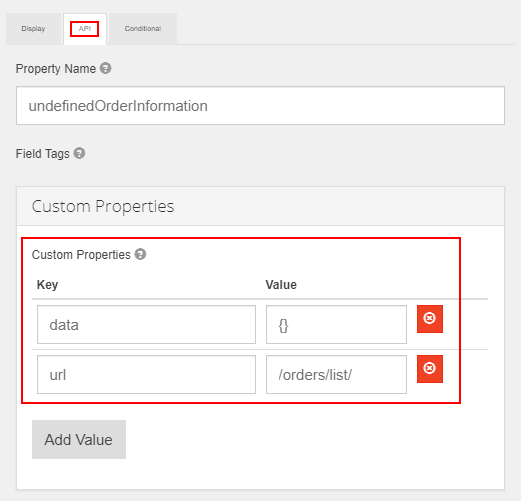 Display API Conditional
Property Name
undefinedOrderInformation
Field Tags
Custom Properties
Custom Properties
Key Value
data {}
url /orders/list/
Add Value